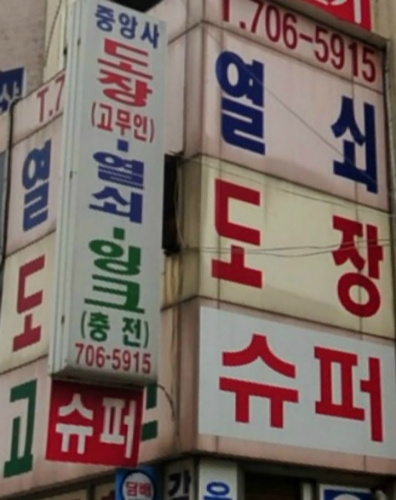 중앙사
도장
(고무인)
·열쇠
·잉크
(충전)
706-5915
슈퍼
담배
T.706-5915
열쇠
도장
슈퍼
T.7
열
도
고